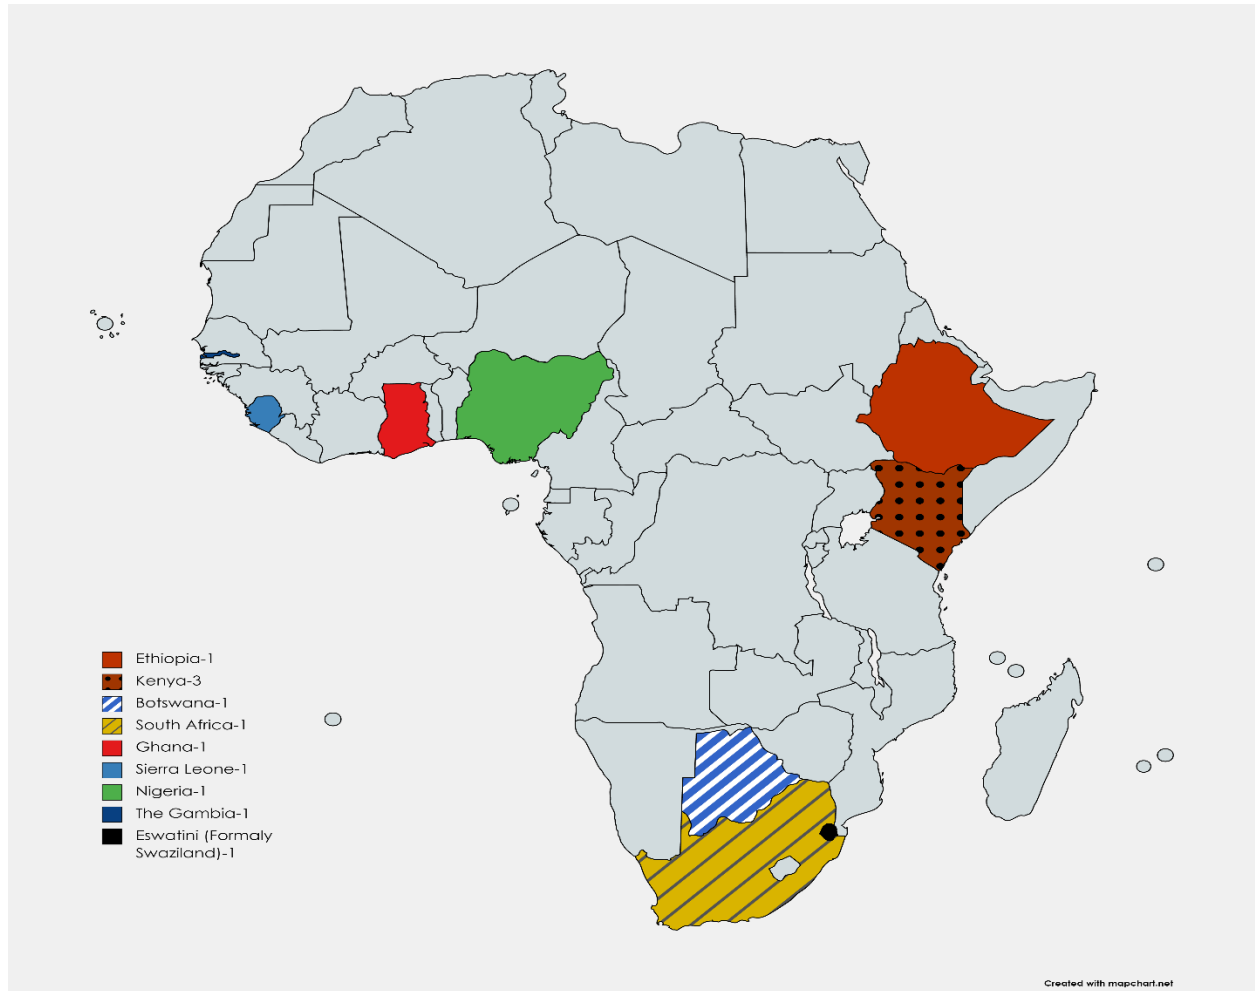 Ethiopia-1
Kenya-3
Botswana-1
South Africa-1
Ghana-1
Sierra Leone-1
Nigeria-1
The Gambia-1
Eswatini (Formaly
Swaziland)-1
Created with mapchart.net